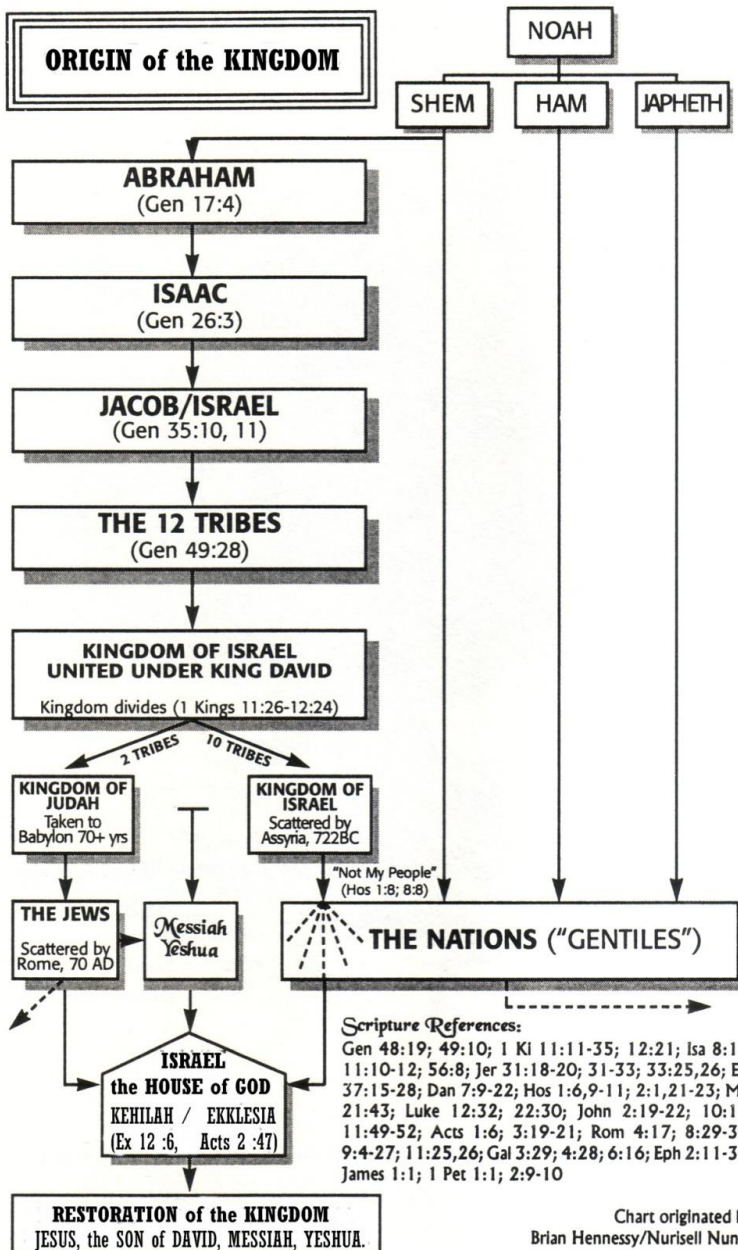 ORIGIN of the KINGDOM
NOAH
SHEM
HAM
JAPHETH
ABRAHAM
(Gen 17:4)
ISAAC
(Gen 26:3)
JACOB/ISRAEL
(Gen 35:10, 11)
THE 12 TRIBES
(Gen 49:28)
KINGDOM OF ISRAEL
UNITED UNDER KING DAVID
Kingdom divides (1 Kings 11:26-12:24)
2 TRIBES
10 TRIBES
KINGDOM OF
JUDAH
Taken to
Babylon 70+ yrs
KINGDOM OF
ISRAEL
Scattered by
Assyria, 722BC
"Not My People"
(Hos 1:8; 8:8)
THE JEWS
Scattered by
Rome, 70 AD
Messiah
Yeshua
THE NATIONS ("GENTILES")
ISRAEL
the HOUSE of GOD
KEHILAH / EKKLESIA
(Ex 12 :6, Acts 2 :47)
Scripture References:
Gen 48:19; 49:10; 1 Ki 11:11-35; 12:21; Isa 8:1
11:10-12; 56:8; Jer 31:18-20; 31-33; 33:25,26; E
37:15-28; Dan 7:9-22; Hos 1:6,9-11; 2:1,21-23; M
21:43; Luke 12:32; 22:30; John 2:19-22; 10:1
11:49-52; Acts 1:6; 3:19-21; Rom 4:17; 8:29-3
9:4-27; 11:25,26; Gal 3:29; 4:28; 6:16; Eph 2:11-3
James 1:1; 1 Pet 1:1; 2:9-10
RESTORATION of the KINGDOM
JESUS, the SON of DAVID, MESSIAH, YESHUA.
Chart originated
Brian Hennessy/Nurisell Nun